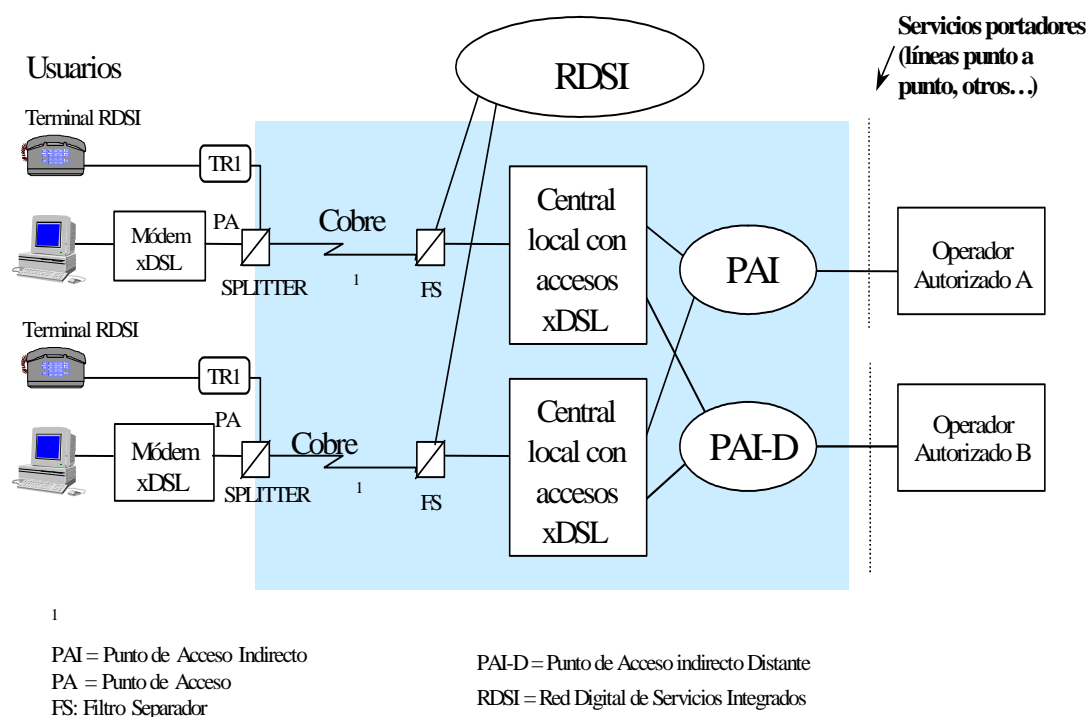 Servicios portadores
(líneas punto a
punto, otros…)
Usuarios
RDSI
Terminal RDSI
TR1
PA
Módem
xDSL
SPLITTER
Cobre
1
FS
Central
local con
accesos
xDSL
PAI
Operador
Autorizado A
Terminal RDSI
TR1
PA
Módem
xDSL
SPLITTER
Cobre
1
FS
Central
local con
accesos
xDSL
PAI-D
Operador
Autorizado B
1
PAI = Punto de Acceso Indirecto
PA = Punto de Acceso
FS: Filtro Separador
PAI-D = Punto de Acceso indirecto Distante
RDSI = Red Digital de Servicios Integrados